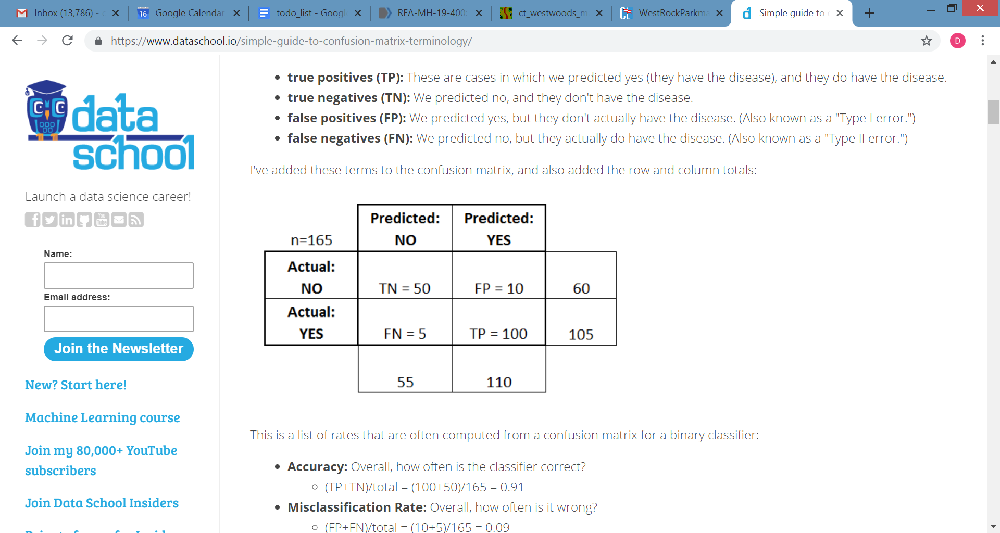 Inbox (13,786) -
Google Calendar
todo_list - Googl
RFA-MH-19-400:
ct_westwoods_m
WestRockParkma
Simple guide to
https://www.dataschool.io/simple-guide-to-confusion-matrix-terminology/
D
data
school
Launch a data science career!
You
Tube
Name:
Email address:
Join the Newsletter
New? Start here!
Machine Learning course
Join my 80,000+ YouTube
subscribers
Join Data School Insiders
• true positives (TP): These are cases in which we predicted yes (they have the disease), and they do have the disease.
• true negatives (TN): We predicted no, and they don't have the disease.
• false positives (FP): We predicted yes, but they don't actually have the disease. (Also known as a "Type I error.")
• false negatives (FN): We predicted no, but they actually do have the disease. (Also known as a "Type II error.")
I've added these terms to the confusion matrix, and also added the row and column totals:
n=165
Predicted:
NO
Predicted:
YES
Actual:
NO
TN = 50
FP = 10
60
Actual:
YES
FN = 5
TP = 100
105
55
110
This is a list of rates that are often computed from a confusion matrix for a binary classifier:
• Accuracy: Overall, how often is the classifier correct?
(TP+TN)/total = (100+50)/165 = 0.91
• Misclassification Rate: Overall, how often is it wrong?
(FP+FN)/total = (10+5)/165 = 0.09